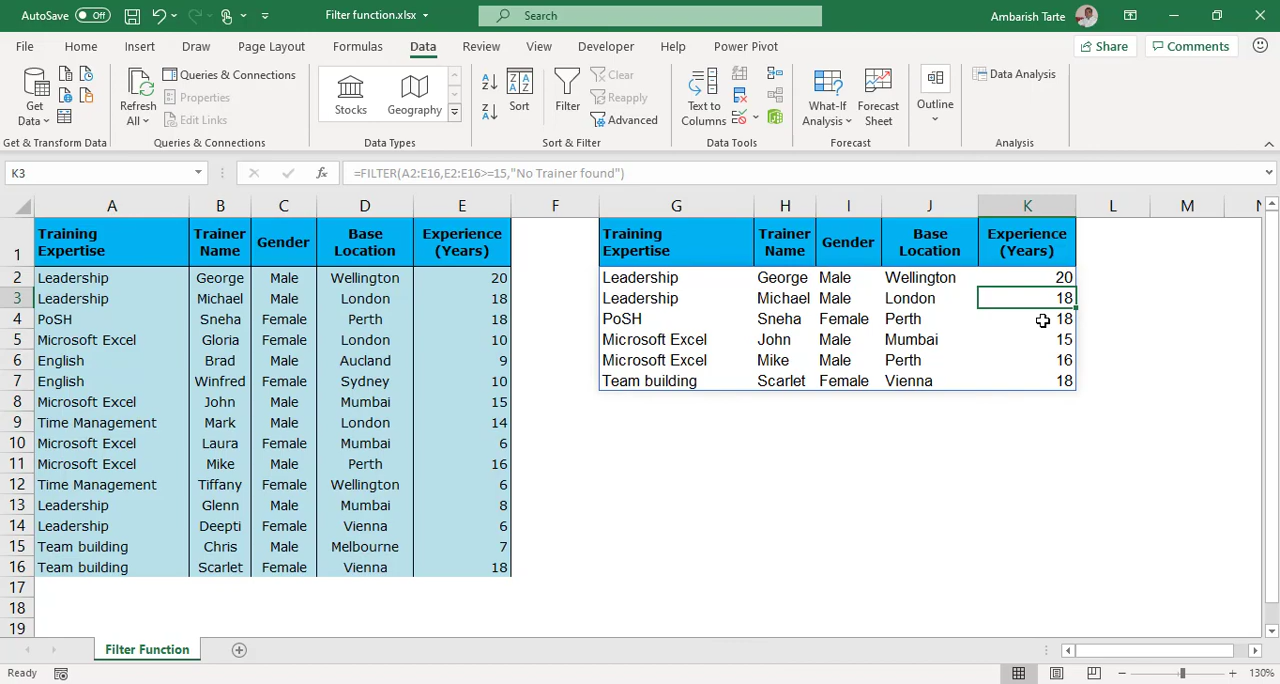 AutoSave Off
Filter function.xlsx
Search
Ambarish Tarte
File Home Insert Draw Page Layout Formulas Data Review View Developer Help Power Pivot
Share Comments
Get Data
Refresh All
Queries & Connections
Properties
Edit Links
Stocks
Geography
Sort
Filter
Clear
Reapply
Advanced
Text to Columns
What-If Analysis
Forecast Sheet
Outline
Data Analysis
Get & Transform Data Queries & Connections Data Types Sort & Filter Data Tools Forecast Analysis
K3 fx =FILTER(A2:E16,E2:E16>=15,"No Trainer found")
A B C D E F G H I J K L M N
1 Training Expertise Trainer Name Gender Base Location Experience (Years) Training Expertise Trainer Name Gender Base Location Experience (Years)
2 Leadership George Male Wellington 20 Leadership George Male Wellington 20
3 Leadership Michael Male London 18 Leadership Michael Male London 18
4 PoSH Sneha Female Perth 18 PoSH Sneha Female Perth 18
5 Microsoft Excel Gloria Female London 10 Microsoft Excel John Male Mumbai 15
6 English Brad Male Aucland 9 Microsoft Excel Mike Male Perth 16
7 English Winfred Female Sydney 10 Team building Scarlet Female Vienna 18
8 Microsoft Excel John Male Mumbai 15
9 Time Management Mark Male London 14
10 Microsoft Excel Laura Female Mumbai 6
11 Microsoft Excel Mike Male Perth 16
12 Time Management Tiffany Female Wellington 6
13 Leadership Glenn Male Mumbai 8
14 Leadership Deepti Female Vienna 6
15 Team building Chris Male Melbourne 7
16 Team building Scarlet Female Vienna 18
17
18
19
Filter Function
Ready 130%